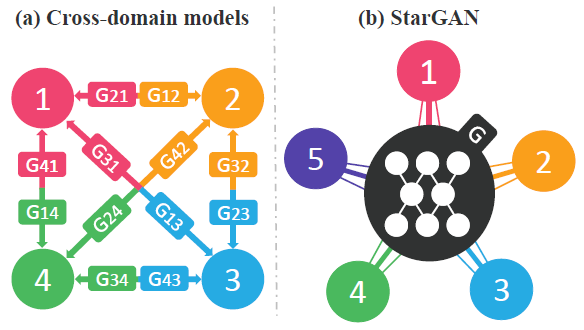 (a) Cross-domain models
(b) StarGAN
1
G21
G12
2
G31
G42
G41
G32
G14
G23
G24
G13
4
G34
G43
3
1
G
5
2
4
3